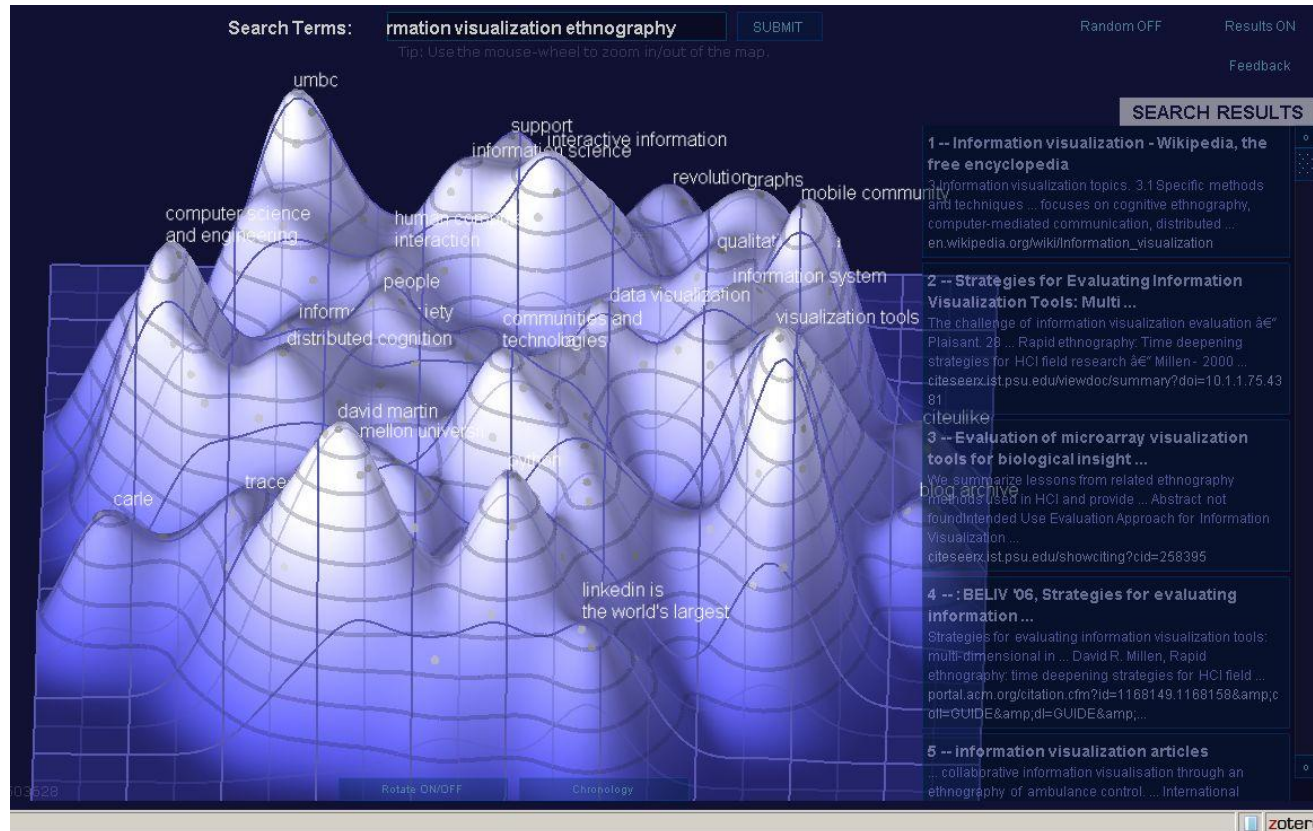 Search Terms:
rmation visualization ethnography
SUBMIT
Random OFF
Results ON
Tip: Use the mouse-wheel to zoom in/out of the map.
Feedback
umbc
support
interactive information
information science
revolution
graphs
mobile community
computer science
and engineering
human
interaction
information system
people
data visualization
communities and
technologies
visualization tools
distributed cognition
david martin
mellon
python
trace
carle
citeulike
blog archive
linkedin is
the world's largest
Rotate ON/OFF
Chronology
SEARCH RESULTS
1 -- Information visualization - Wikipedia, the
free encyclopedia
3 Information visualization topics. 3.1 Specific methods
and techniques ... focuses on cognitive ethnography,
computer-mediated communication, distributed ...
en.wikipedia.org/wiki/Information_visualization
2 -- Strategies for Evaluating Information
Visualization Tools: Multi ...
The challenge of information visualization evaluation â€“
Plaisant. 28 ... Rapid ethnography: Time deepening
strategies for HCI field research â€“ Millen - 2000 ...
citeseerx.ist.psu.edu/viewdoc/summary?doi=10.1.1.75.43
81
3 -- Evaluation of microarray visualization
tools for biological insight ...
We summarize lessons from related ethnography
methods used in HCI and provide ... Abstract not
foundIntended Use Evaluation Approach for Information
Visualization ...
citeseerx.ist.psu.edu/showciting?cid=258395
4 -- : BELIV '06, Strategies for evaluating
information ...
Strategies for evaluating information visualization tools:
multi-dimensional in ... David R. Millen, Rapid
ethnography: time deepening strategies for HCI field ...
portal.acm.org/citation.cfm?id=1168149.1168158&amp;c
oll=GUIDE&amp;dl=GUIDE&amp;...
5 -- information visualization articles
... collaborative information visualisation through an
ethnography of ambulance control. ... International
zoter